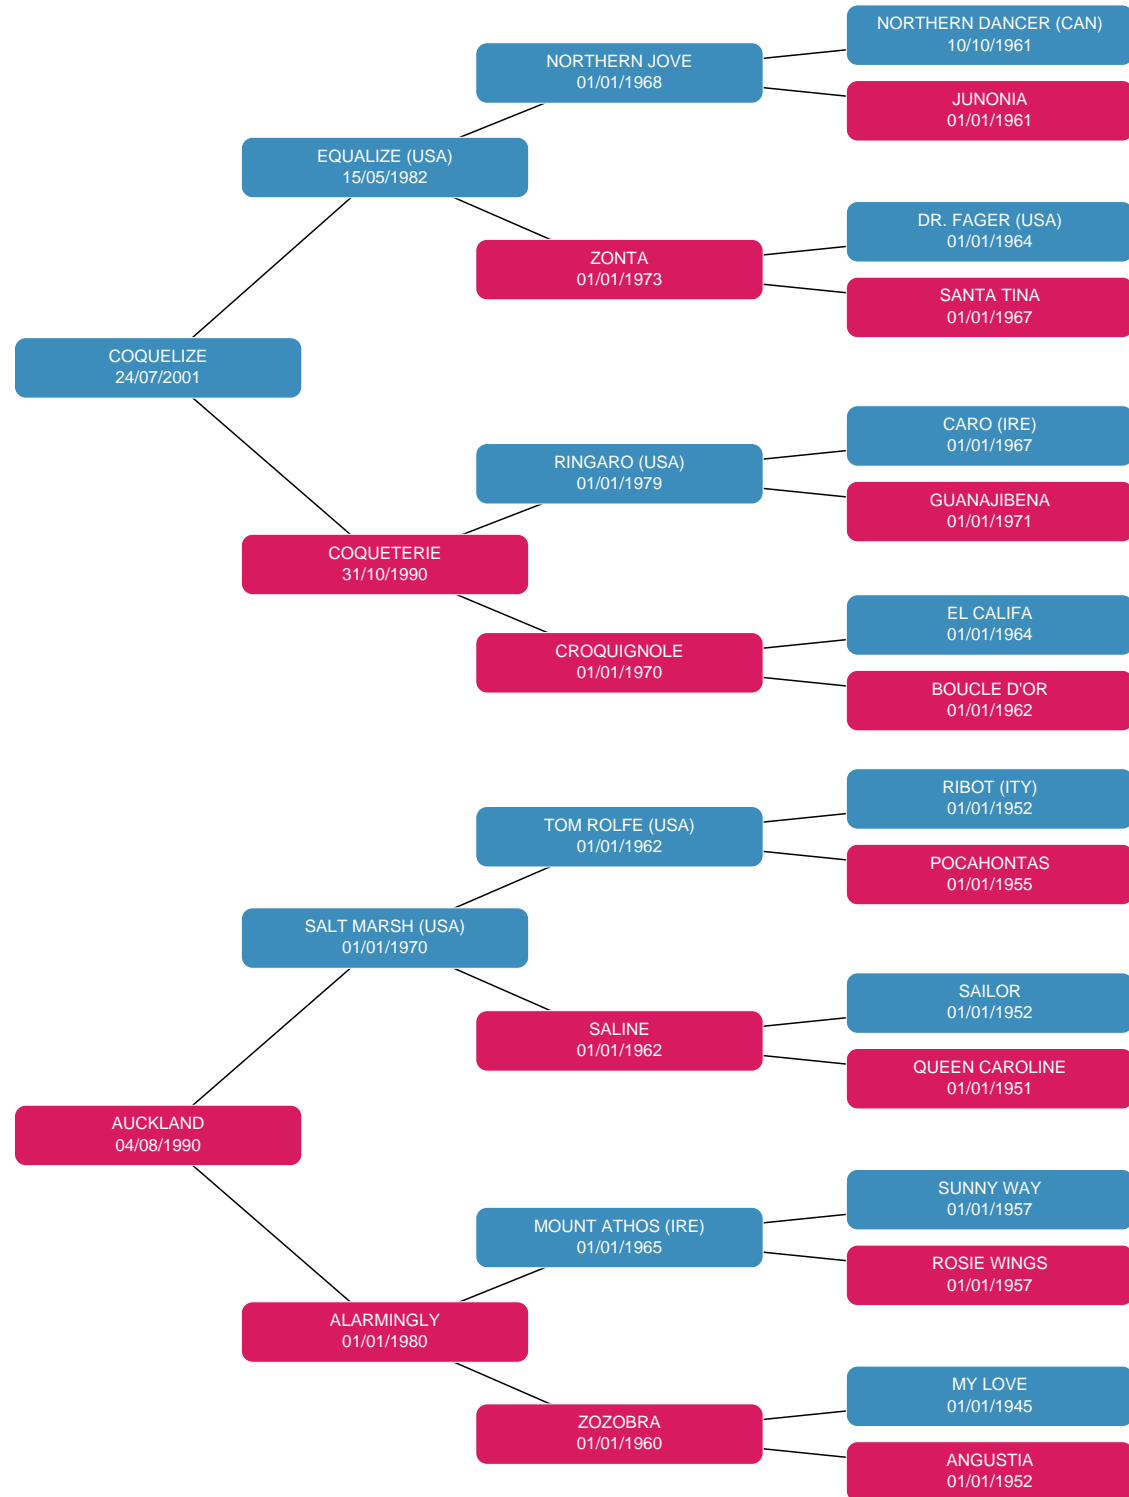 NORTHERN DANCER (CAN)
10/10/1961
NORTHERN JOVE
01/01/1968
JUNONIA
01/01/1961
EQUALIZE (USA)
15/05/1982
DR. FAGER (USA)
01/01/1964
ZONTA
01/01/1973
SANTA TINA
01/01/1967
COQUELIZE
24/07/2001
CARO (IRE)
01/01/1967
RINGARO (USA)
01/01/1979
GUANAJIBENA
01/01/1971
COQUETERIE
31/10/1990
EL CALIFA
01/01/1964
CROQUIGNOLE
01/01/1970
BOUCLE D'OR
01/01/1962
RIBOT (ITY)
01/01/1952
TOM ROLFE (USA)
01/01/1962
POCAHONTAS
01/01/1955
SALT MARSH (USA)
01/01/1970
SAILOR
01/01/1952
SALINE
01/01/1962
QUEEN CAROLINE
01/01/1951
AUCKLAND
04/08/1990
SUNNY WAY
01/01/1957
MOUNT ATHOS (IRE)
01/01/1965
ROSIE WINGS
01/01/1957
ALARMINGLY
01/01/1980
MY LOVE
01/01/1945
ZOZOBRA
01/01/1960
ANGUSTIA
01/01/1952